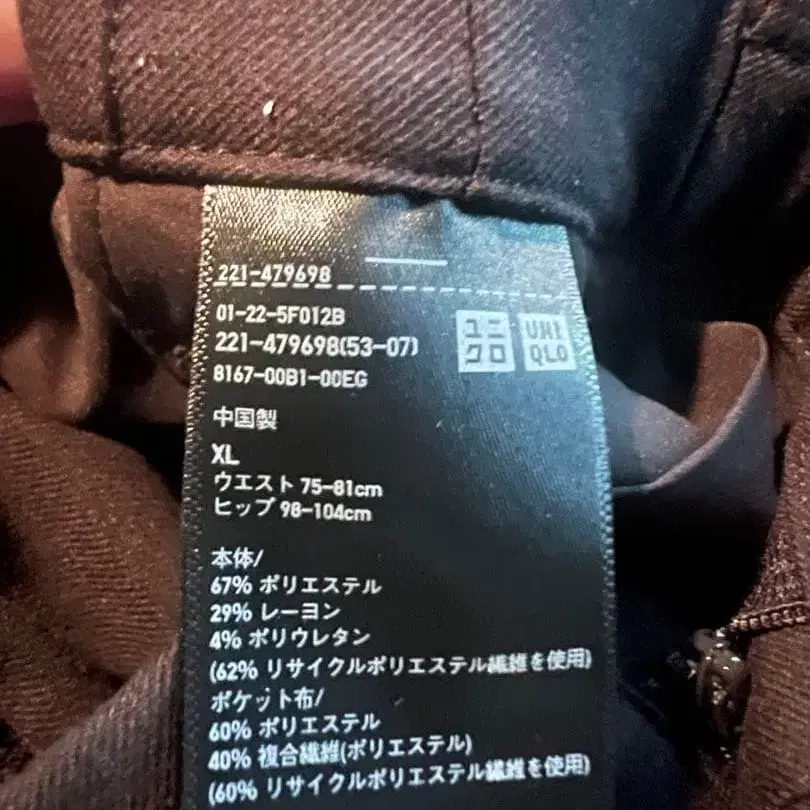 221-479698
01-22-5F012B
221-479698(53-07)
8167-00B1-00EG
ユニクロ
UNI
QLO
中国製
XL
ウエスト 75-81cm
ヒップ 98-104cm
本体/
67% ポリエステル
29% レーヨン
4% ポリウレタン
(62% リサイクルポリエステル繊維を使用)
ポケット布/
60% ポリエステル
40% 複合繊維(ポリエステル)
(60% リサイクルポリエステル繊維を使用)